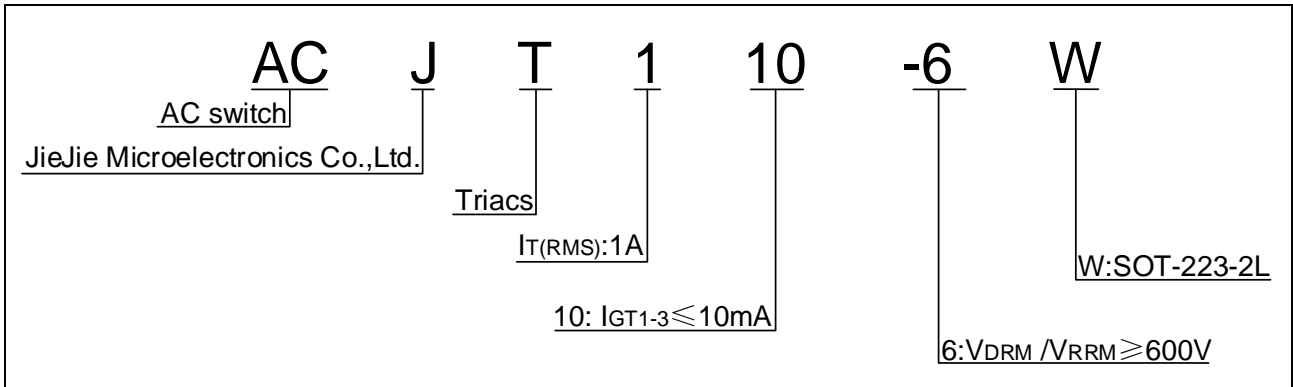 AC J T 1 10 -6 W
AC switch
JieJie Microelectronics Co.,Ltd.
Triacs
IT(RMS):1A
W:SOT-223-2L
10: IGT1-3≤10mA
6:VDRM /VRRM≥600V